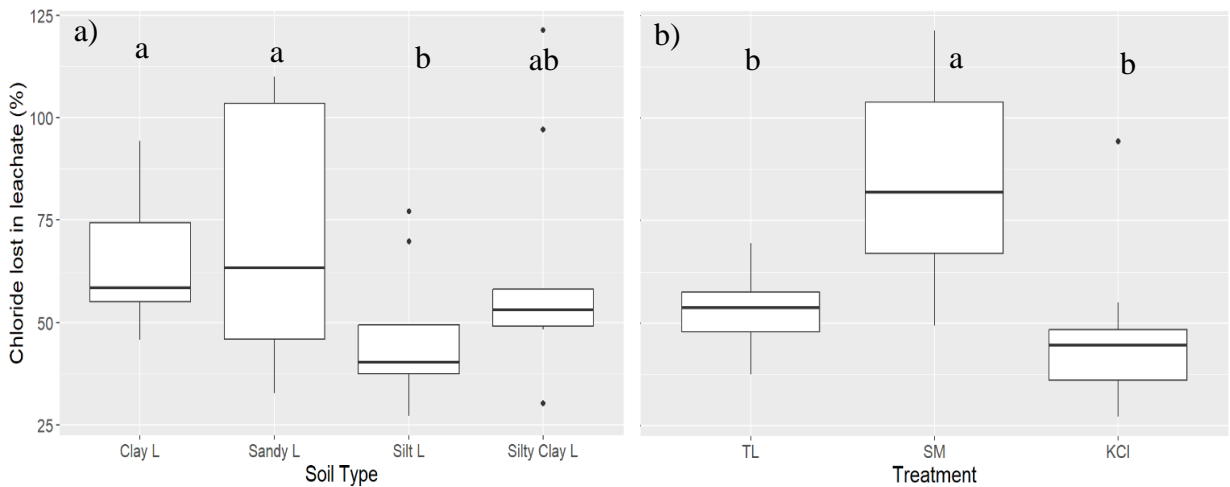 a)
a
a
b
ab
b)
b
a
b
Chloride lost in leachate (%)
125
100
75
50
25
Clay L
Sandy L
Silt L
Silty Clay L
Soil Type
TL
SM
KCl
Treatment